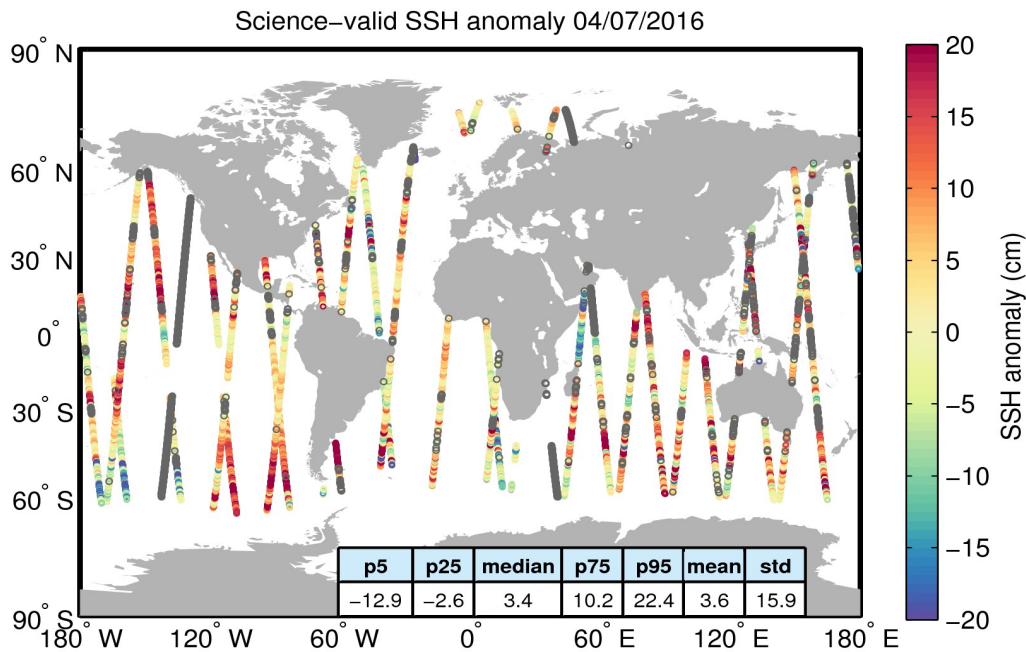 Science−valid SSH anomaly 04/07/2016
90° N
60° N
30° N
0°
30° S
60° S
90° S
180° W
120° W
60° W
0°
60° E
120° E
180° E
p5 p25 median p75 p95 mean std
−12.9 −2.6 3.4 10.2 22.4 3.6 15.9
20
15
10
5
0
−5
−10
−15
−20
SSH anomaly (cm)